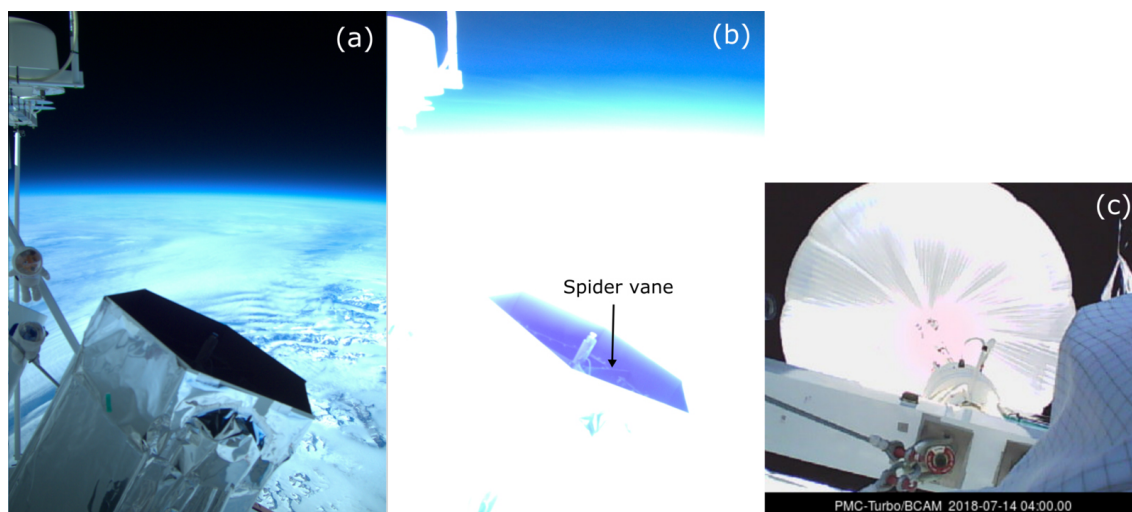 (a)
(b)
Spider vane
(c)
PMC-Turbo/BCAM 2018-07-14 04:00.00